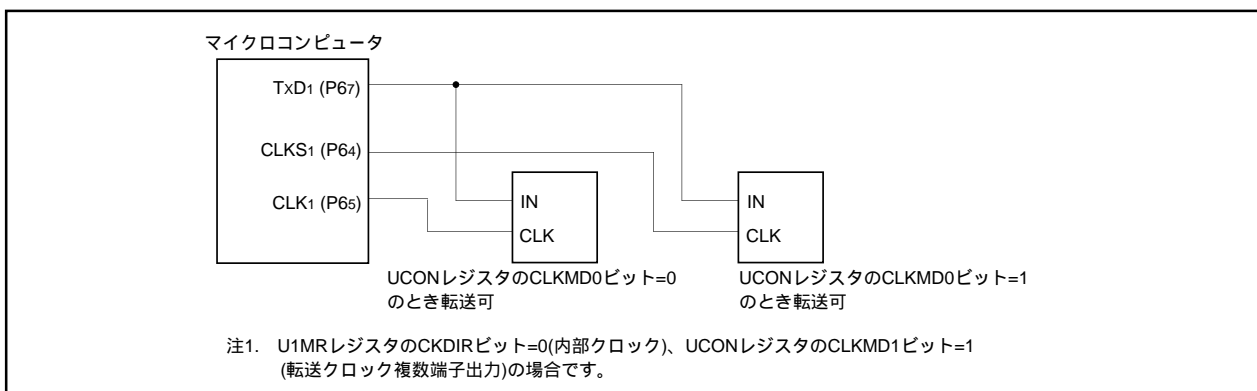 マイクロコンピュータ
TXD1 (P67)
CLKS1 (P64)
CLK1 (P65)
IN
CLK
IN
CLK
UCONレジスタのCLKMD0ビット=0
のとき転送可
UCONレジスタのCLKMD0ビット=1
のとき転送可
注1. U1MRレジスタのCKDIRビット=0(内部クロック)、UCONレジスタのCLKMD1ビット=1
(転送クロック複数端子出力)の場合です。